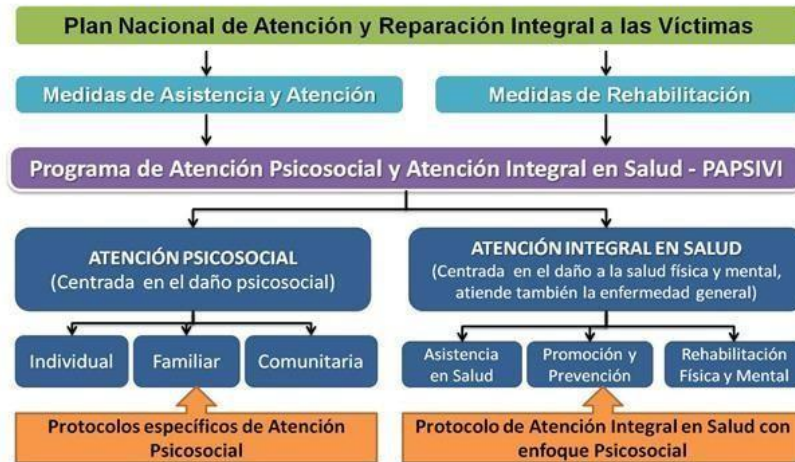 Plan Nacional de Atención y Reparación Integral a las Víctimas
Medidas de Asistencia y Atención
Medidas de Rehabilitación
Programa de Atención Psicosocial y Atención Integral en Salud - PAPSIVI
ATENCIÓN PSICOSOCIAL
(Centrada en el daño psicosocial)
ATENCIÓN INTEGRAL EN SALUD
(Centrada en el daño a la salud física y mental,
atiende también la enfermedad general)
Individual
Familiar
Comunitaria
Asistencia
en Salud
Promoción y
Prevención
Rehabilitación
Física y Mental
Protocolos específicos de Atención
Psicosocial
Protocolo de Atención Integral en Salud con
enfoque Psicosocial